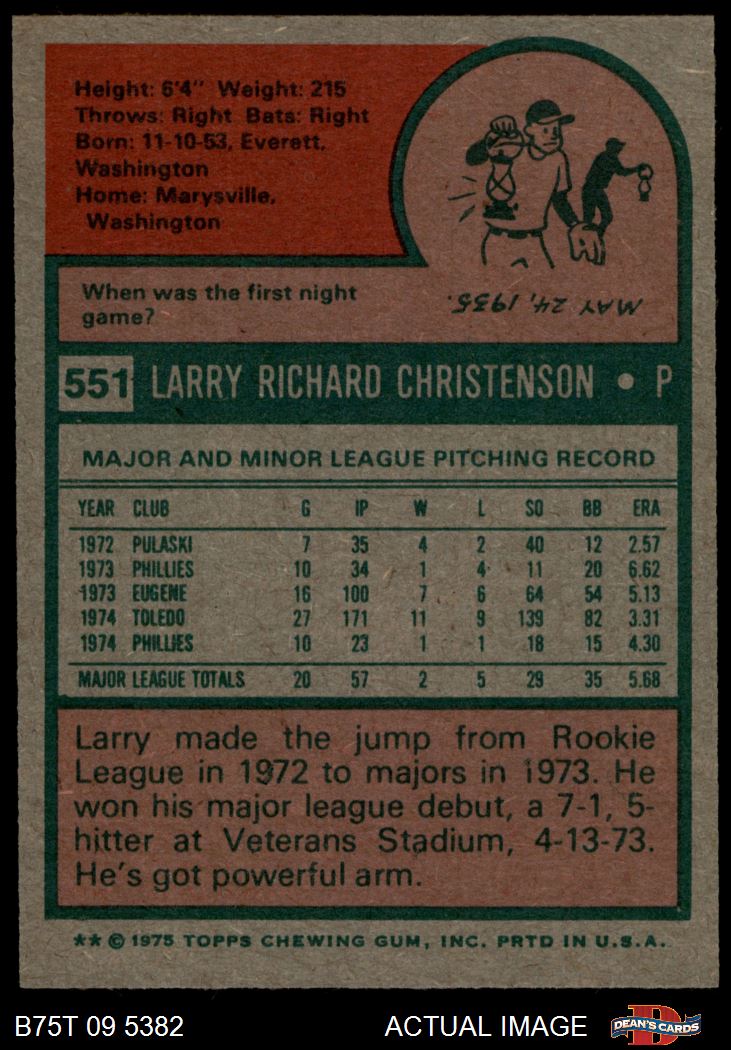 Height: 6'4" Weight: 215
Throws: Right Bats: Right
Born: 11-10-53, Everett,
Washington
Home: Marysville,
Washington
When was the first night
game?
MAY 24, 1935.
551 LARRY RICHARD CHRISTENSON • P
MAJOR AND MINOR LEAGUE PITCHING RECORD
YEAR CLUB G IP W L SO BB ERA
1972 PULASKI 7 35 4 2 40 12 2.57
1973 PHILLIES 10 34 1 4 11 20 6.62
1973 EUGENE 16 100 7 6 64 54 5.13
1974 TOLEDO 27 171 11 9 139 82 3.31
1974 PHILLIES 10 23 1 1 18 15 4.30
MAJOR LEAGUE TOTALS 20 57 2 5 29 35 5.68
Larry made the jump from Rookie
League in 1972 to majors in 1973. He
won his major league debut, a 7-1, 5-
hitter at Veterans Stadium, 4-13-73.
He's got powerful arm.
** © 1975 TOPPS CHEWING GUM, INC. PRTD IN U.S.A.
B75T 09 5382 ACTUAL IMAGE D DEAN'S CARDS